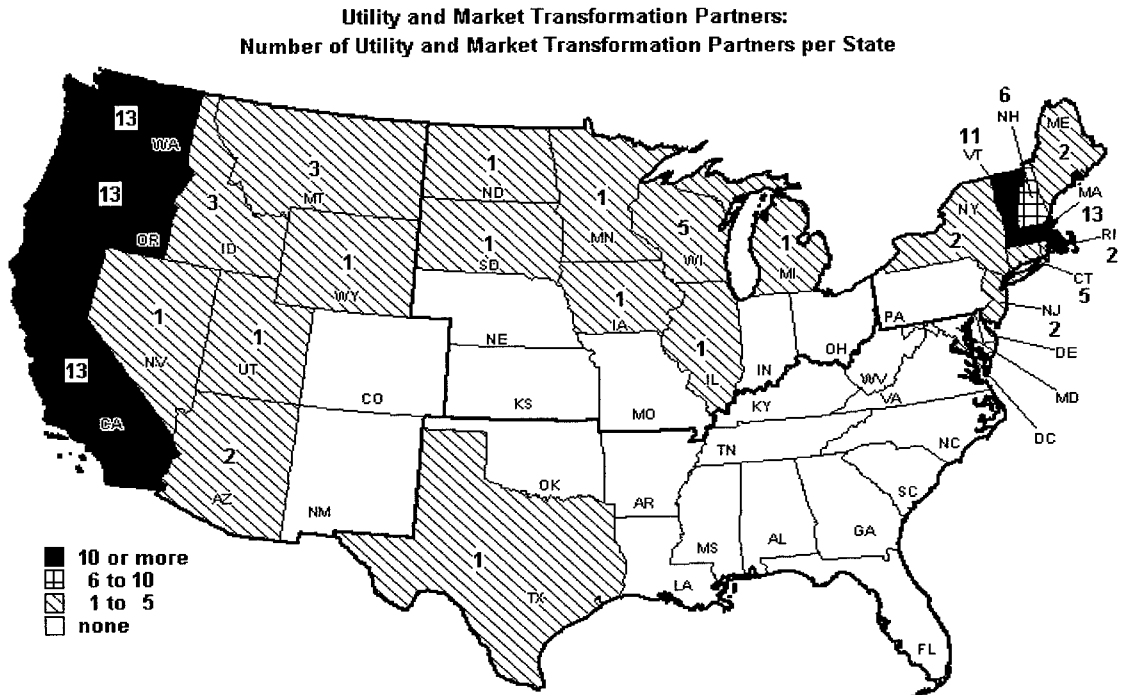 Utility and Market Transformation Partners:
Number of Utility and Market Transformation Partners per State
13
WA
13
OR
13
CA
3
ID
3
MT
1
WY
1
NV
1
UT
2
AZ
CO
NM
1
ND
1
SD
NE
KS
OK
1
TX
1
MN
1
IA
MO
AR
LA
5
WI
1
IL
1
MI
IN
OH
KY
TN
MS
AL
GA
FL
SC
NC
VA
WV
PA
2
NY
11
VT
6
NH
ME
2
MA
13
RI
2
CT
5
NJ
2
DE
MD
DC
10 or more
6 to 10
1 to 5
none